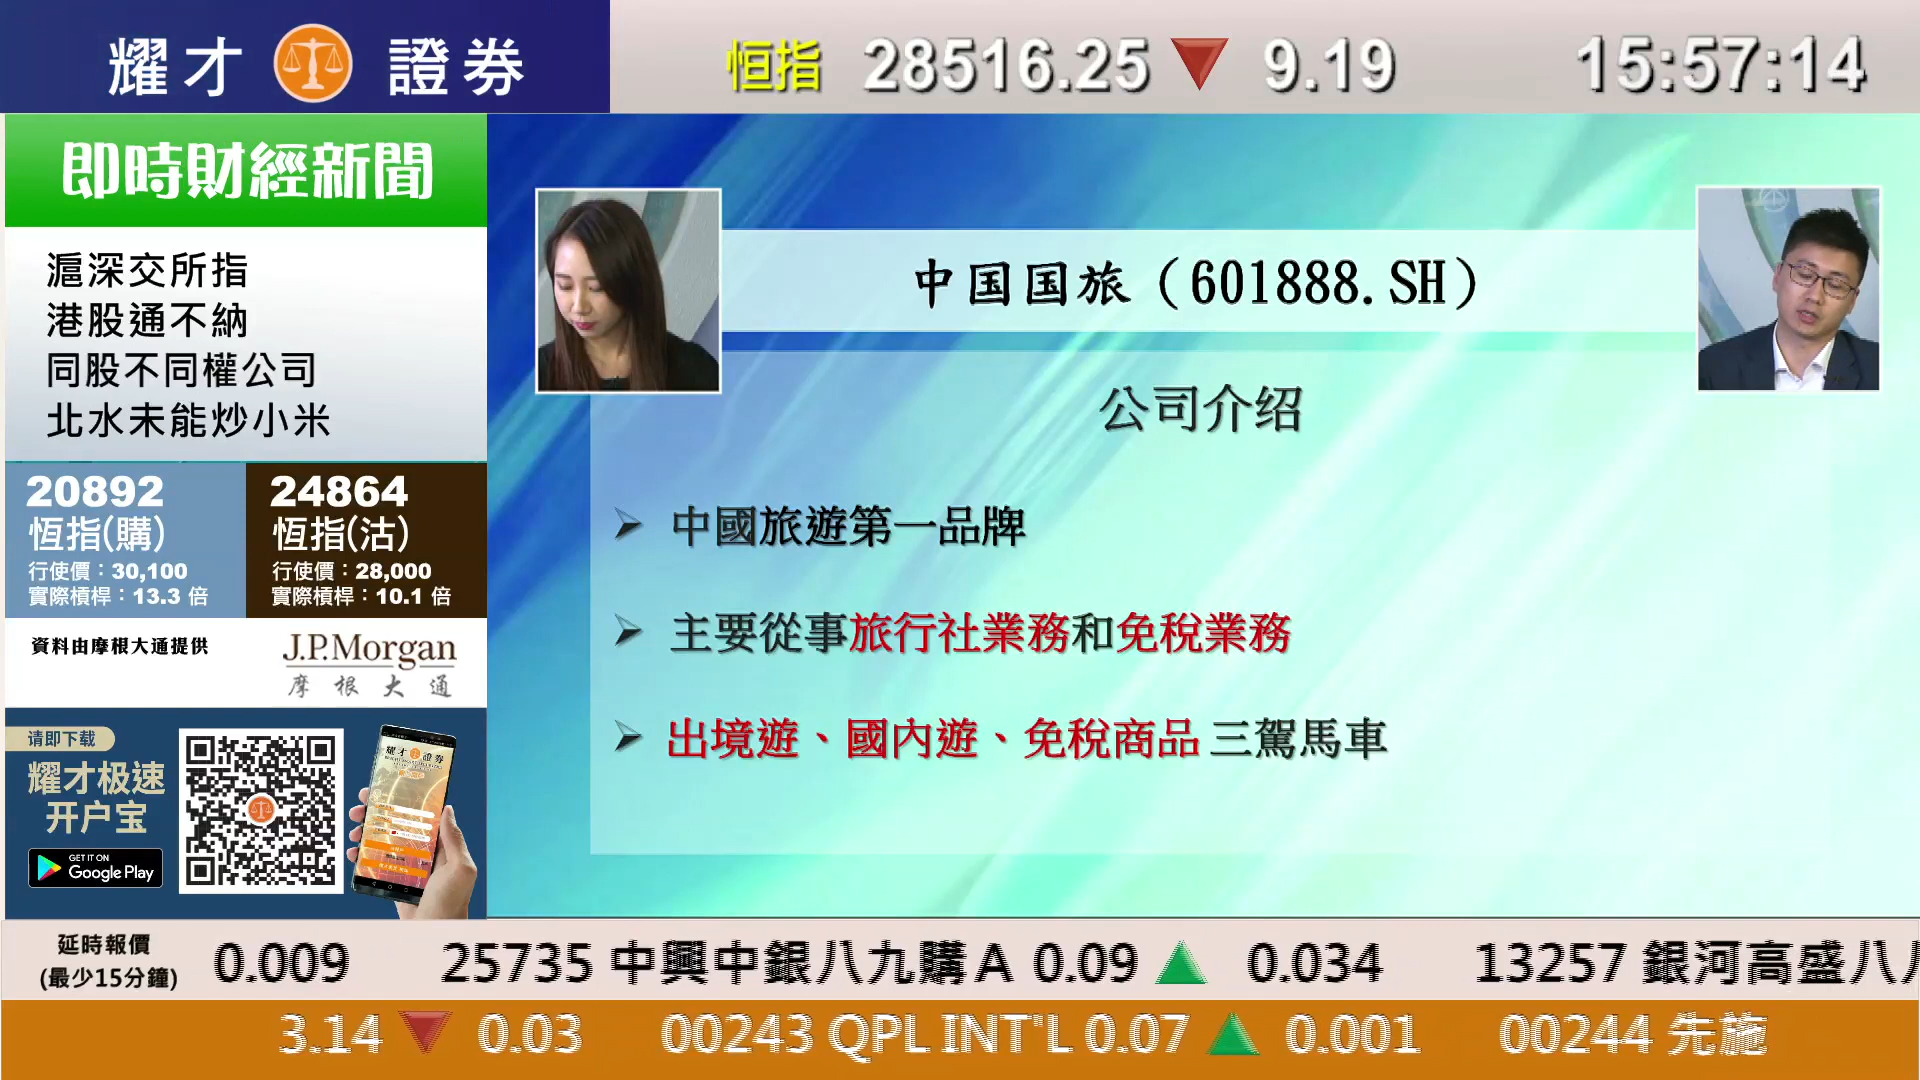 耀才 證券
恒指 28516.25 9.19 15:57:14
即時財經新聞
滬深交所指
港股通不納
同股不同權公司
北水未能炒小米
20892
恆指(購)
行使價：30,100
實際槓桿：13.3 倍
24864
恆指(沽)
行使價：28,000
實際槓桿：10.1 倍
資料由摩根大通提供
J.P.Morgan
摩根大通
请即下载
耀才极速
开户宝
GET IT ON
Google Play
耀才 證券
中国国旅（601888.SH）
公司介绍
中國旅遊第一品牌
主要從事旅行社業務和免稅業務
出境遊、國內遊、免稅商品 三駕馬車
延時報價
(最少15分鐘)
0.009 25735 中興中銀八九購A 0.09 0.034 13257 銀河高盛八
3.14 0.03 00243 QPL INT'L 0.07 0.001 00244 先施